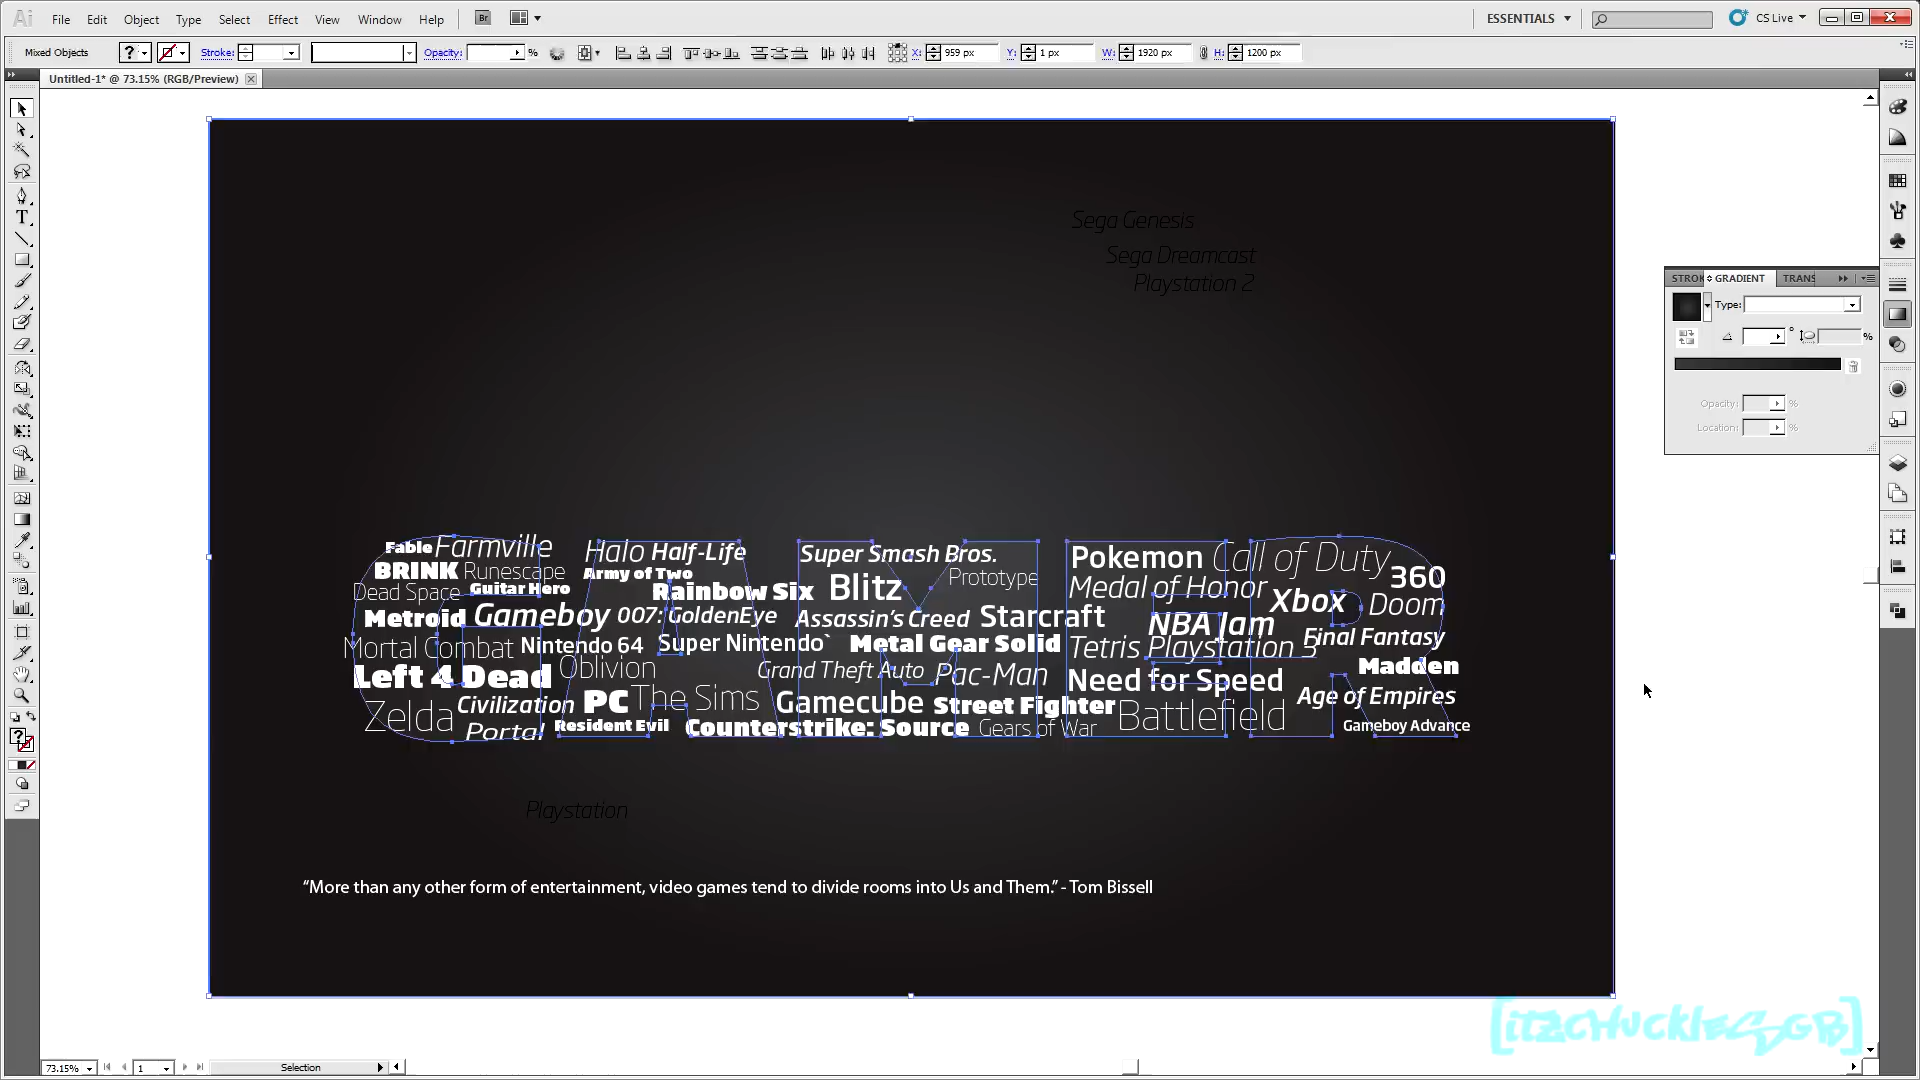 Ai File Edit Object Type Select Effect View Window Help Br ESSENTIALS CS Live
Mixed Objects ? Stroke: Opacity: % X: 959 px Y: 1 px W: 1920 px H: 1200 px
Untitled-1* @ 73.15% (RGB/Preview)
Sega Genesis
Sega Dreamcast
Playstation 2
STROK GRADIENT TRANS
Type:
°
%
Opacity: %
Location: %
Fable Farmville Halo Half-Life Super Smash Bros. Pokemon Call of Duty
BRINK Runescape Army of Two Blitz Prototype Medal of Honor 360
Dead Space Guitar Hero Rainbow Six Xbox Doom
Metroid Gameboy 007: GoldenEye Assassin's Creed Starcraft NBA Jam Final Fantasy
Mortal Combat Nintendo 64 Super Nintendo` Metal Gear Solid Tetris Playstation 3
Left 4 Dead Oblivion Grand Theft Auto Pac-Man Need for Speed Madden
Zelda Civilization PC The Sims Gamecube Street Fighter Battlefield Age of Empires
Portal Resident Evil Counterstrike: Source Gears of War Gameboy Advance
Playstation
“More than any other form of entertainment, video games tend to divide rooms into Us and Them.” - Tom Bissell
[itzchucklesGB]
73.15% 1 Selection